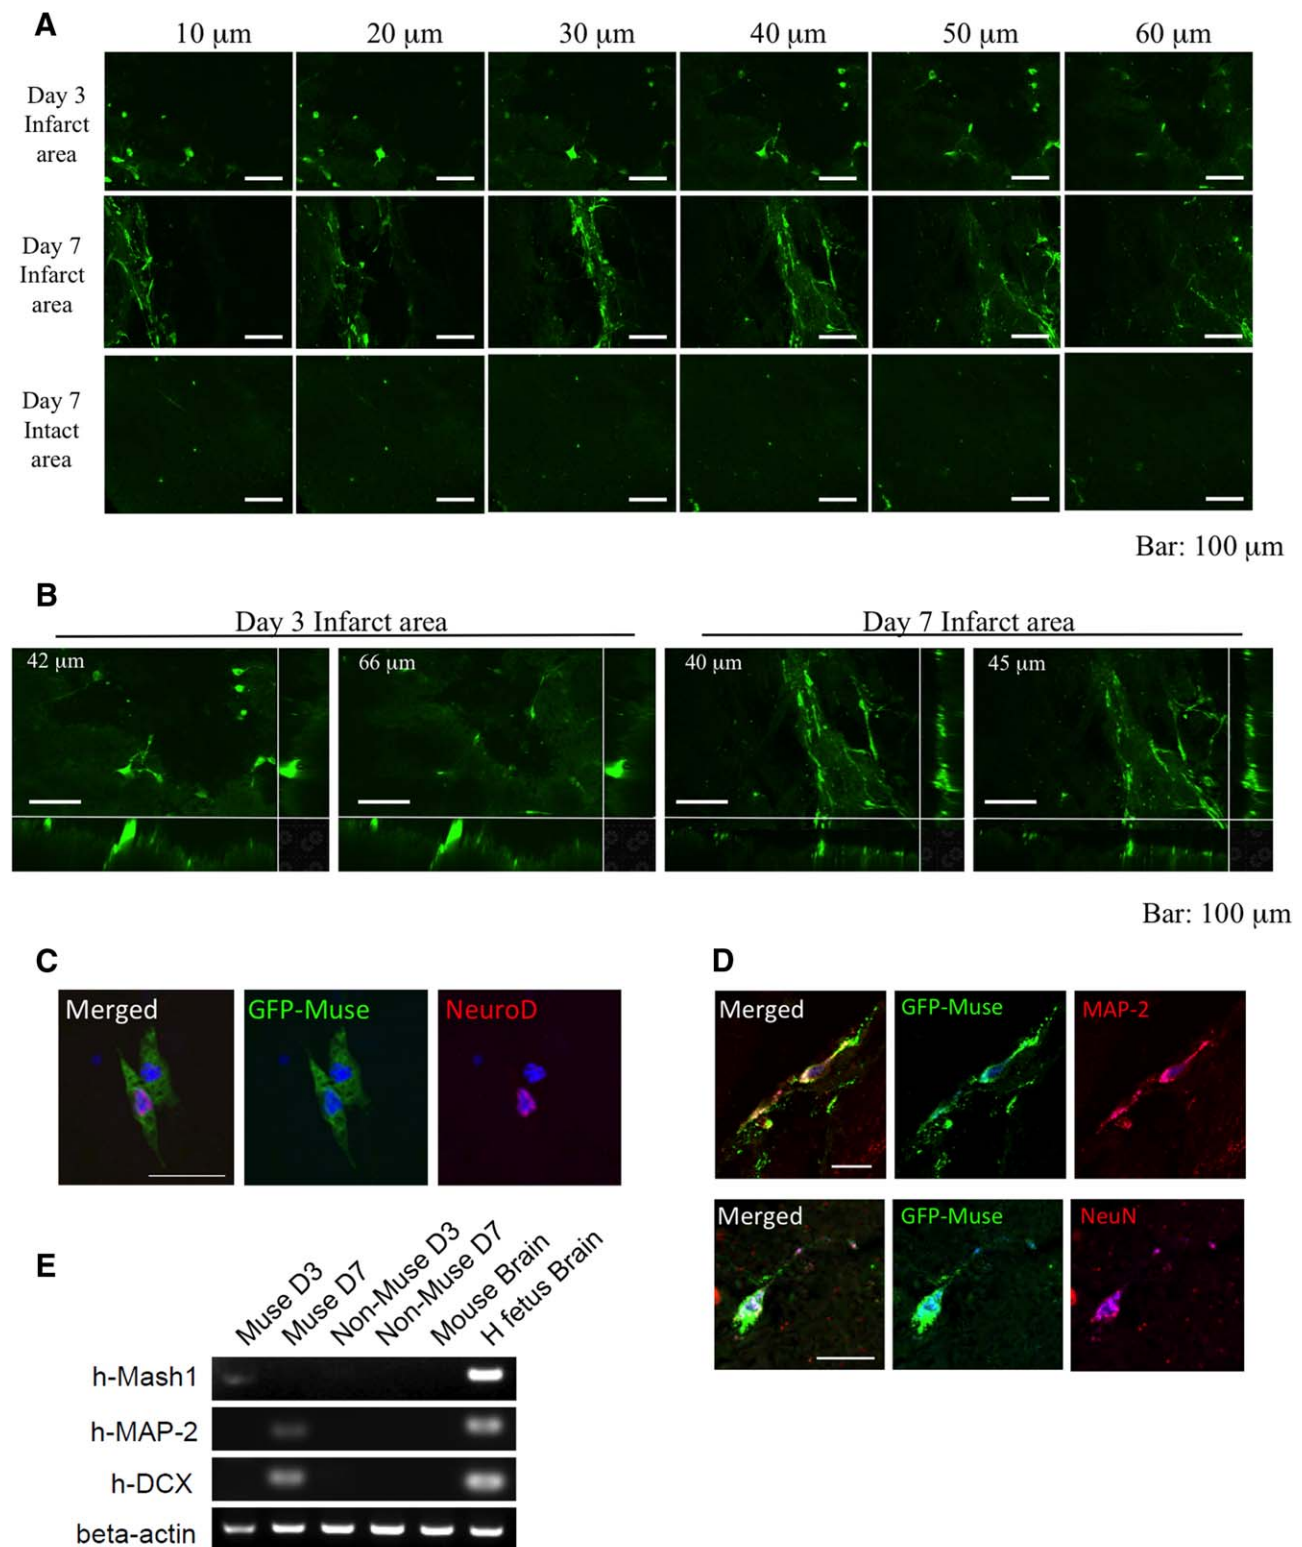 A
10 μm 20 μm 30 μm 40 μm 50 μm 60 μm
Day 3
Infarct
area
Day 7
Infarct
area
Day 7
Intact
area
Bar: 100 μm
B
Day 3 Infarct area
Day 7 Infarct area
42 μm
66 μm
40 μm
45 μm
Bar: 100 μm
C
Merged
GFP-Muse
NeuroD
D
Merged
GFP-Muse
MAP-2
Merged
GFP-Muse
NeuN
E
Muse D3
Muse D7
Non-Muse D3
Non-Muse D7
Mouse Brain
H fetus Brain
h-Mash1
h-MAP-2
h-DCX
beta-actin